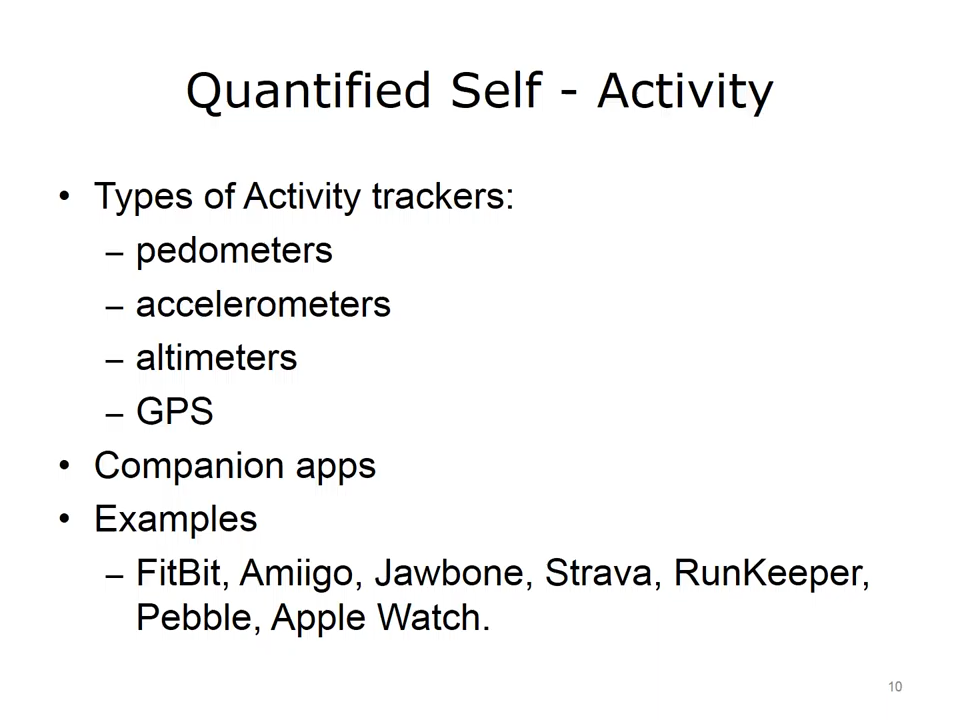 Quantified Self - Activity
• Types of Activity trackers:
– pedometers
– accelerometers
– altimeters
– GPS
• Companion apps
• Examples
– FitBit, Amiigo, Jawbone, Strava, RunKeeper,
Pebble, Apple Watch.
10